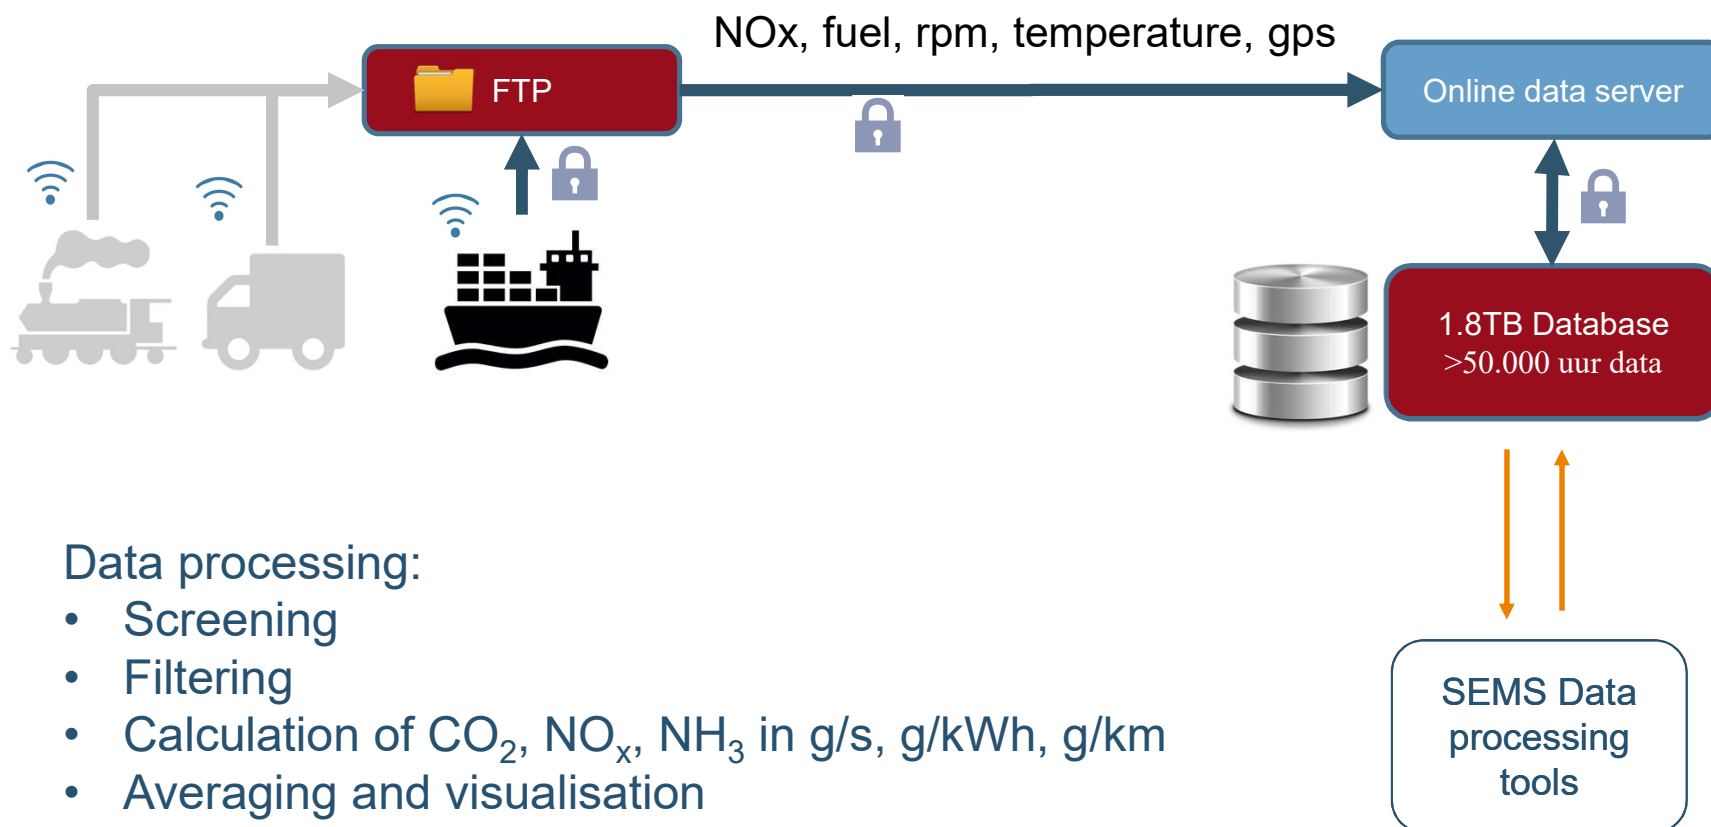 NOx, fuel, rpm, temperature, gps
FTP
Online data server
1.8TB Database
>50.000 uur data
Data processing:
• Screening
• Filtering
• Calculation of CO₂, NOₓ, NH₃ in g/s, g/kWh, g/km
• Averaging and visualisation
SEMS Data
processing
tools